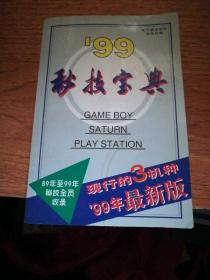 '99
秘技宝典
GAME BOY
SATURN
PLAY STATION
89年至99年
秘技全员
收录
现行的3机种
'99年最新版